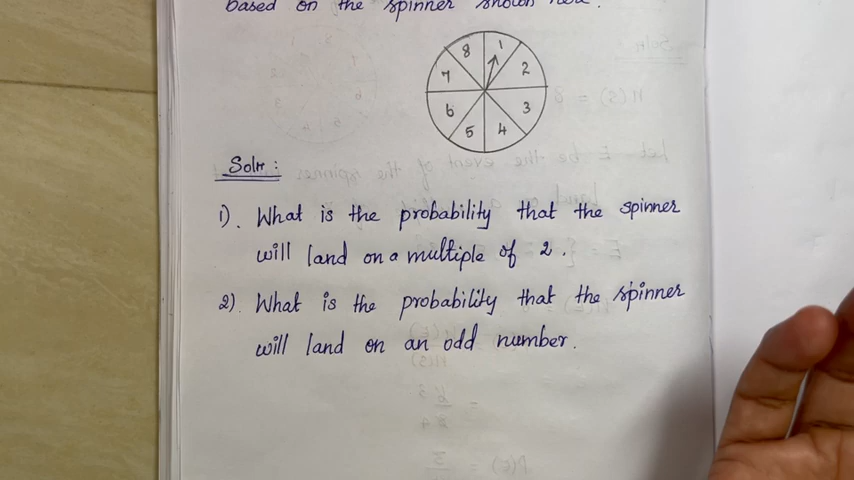 based on the spinner shown here.
8 1
7 2
6 3
5 4
Soln :
1). What is the probability that the spinner
will land on a multiple of 2.
2) What is the probability that the spinner
will land on an odd number.